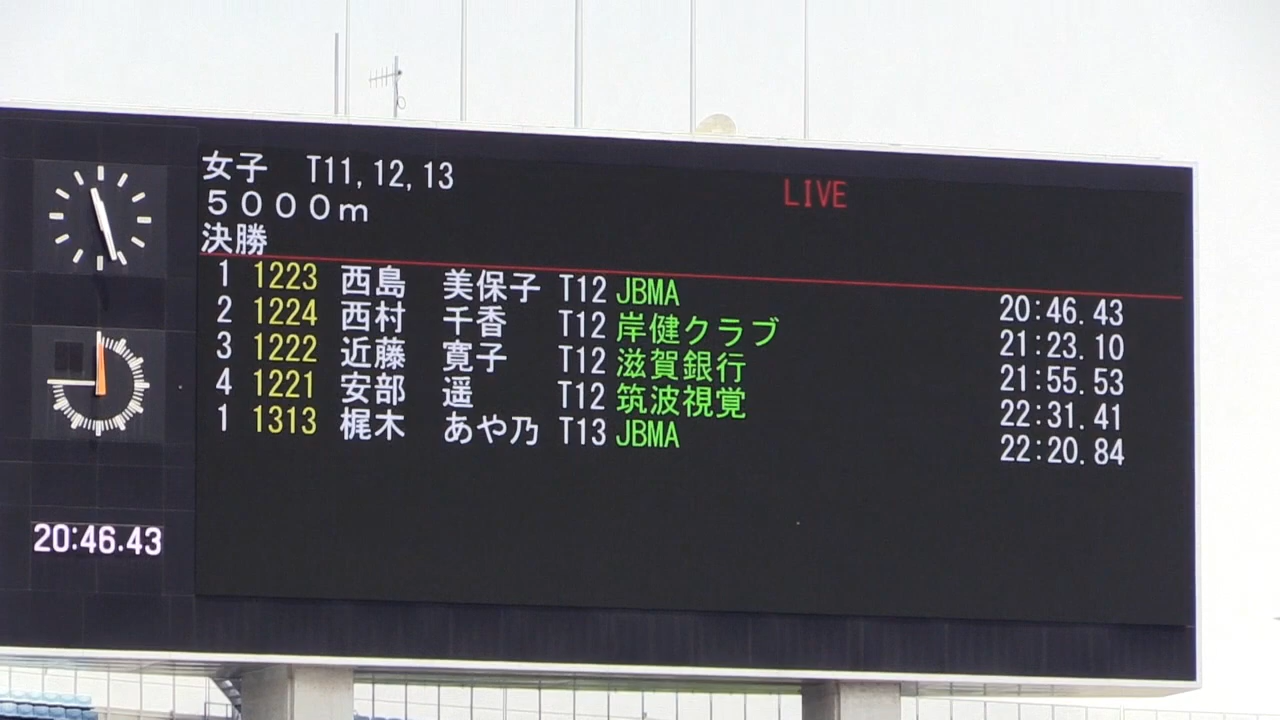 女子 T11,12,13
5000m
決勝
LIVE
1 1223 西島 美保子 T12 JBMA 20:46.43
2 1224 西村 千香 T12 岸健クラブ 21:23.10
3 1222 近藤 寛子 T12 滋賀銀行 21:55.53
4 1221 安部 遥 T12 筑波視覚 22:31.41
1 1313 梶木 あや乃 T13 JBMA 22:20.84
20:46.43